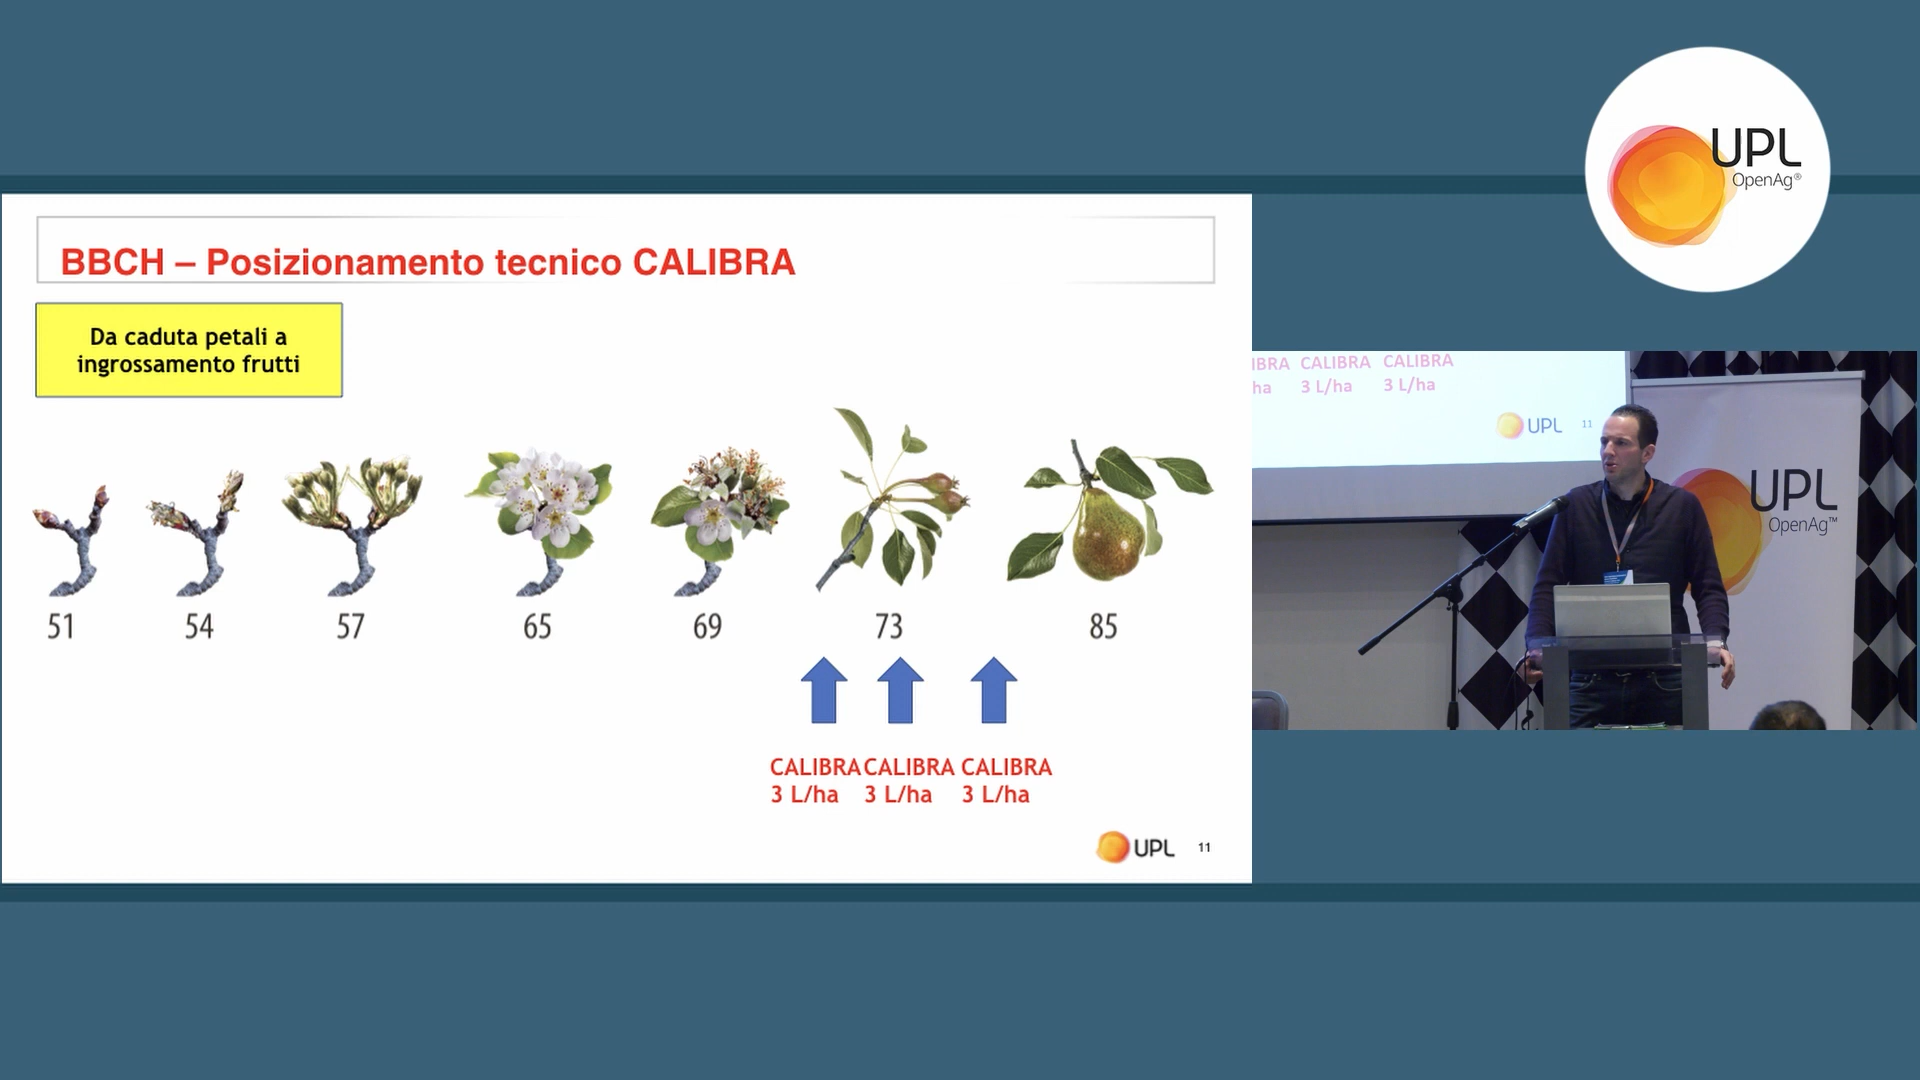 UPL
OpenAg®
BBCH – Posizionamento tecnico CALIBRA
Da caduta petali a
ingrossamento frutti
51 54 57 65 69 73 85
CALIBRA CALIBRA CALIBRA
3 L/ha 3 L/ha 3 L/ha
UPL 11
IBRA CALIBRA CALIBRA
ha 3 L/ha 3 L/ha
UPL 11
UPL
OpenAg™